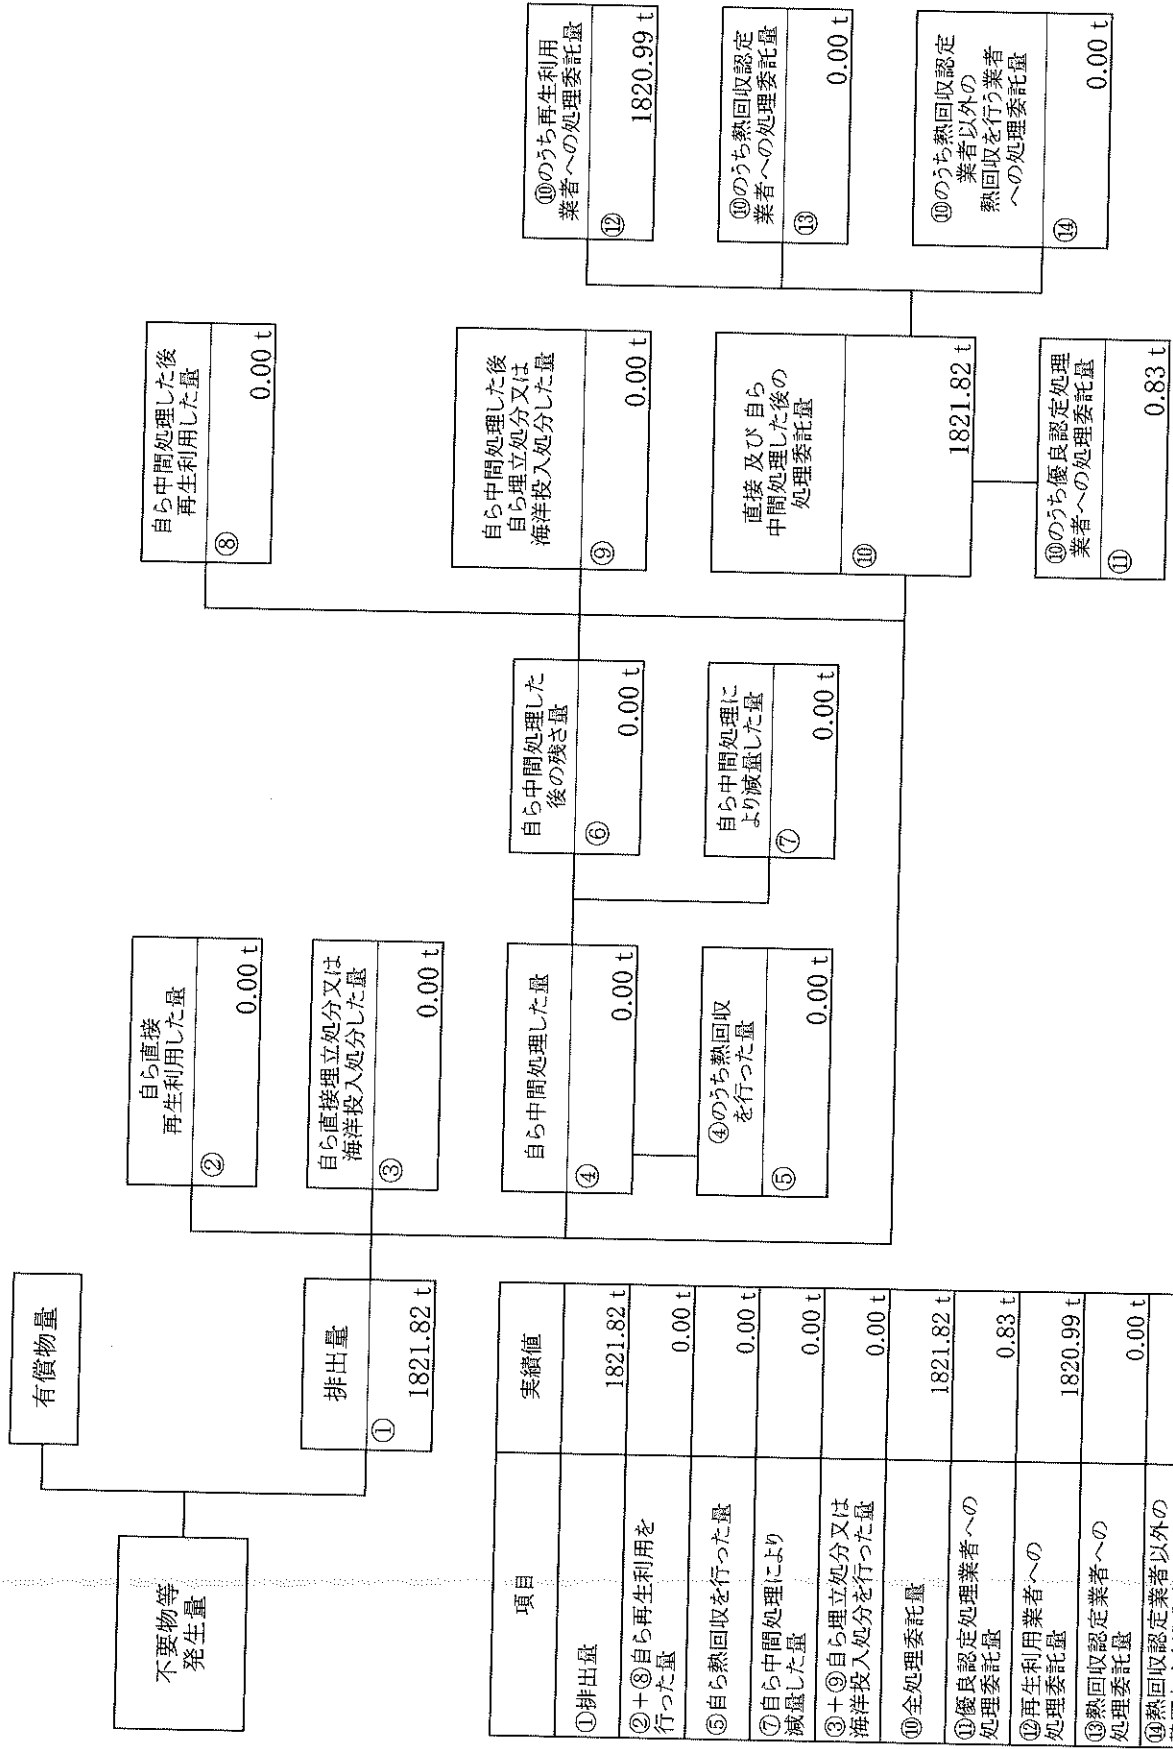 不要物等
発生量
有償物量
排出量
① 1821.82 t
自ら直接
再生利用した量
② 0.00 t
自ら直接埋立処分又は
海洋投入処分した量
③ 0.00 t
自ら中間処理した量
④ 0.00 t
④のうち熱回収
を行った量
⑤ 0.00 t
自ら中間処理した
後の残さ量
⑥ 0.00 t
自ら中間処理に
より減量した量
⑦ 0.00 t
自ら中間処理した後
再生利用した量
⑧ 0.00 t
自ら中間処理した後
自ら埋立処分又は
海洋投入処分した量
⑨ 0.00 t
直接 及び 自ら
中間処理した後の
処理委託量
⑩ 1821.82 t
⑩のうち優良認定処理
業者への処理委託量
⑪ 0.83 t
⑩のうち再生利用
業者への処理委託量
⑫ 1820.99 t
⑩のうち熱回収認定
業者への処理委託量
⑬ 0.00 t
⑩のうち熱回収認定
業者以外の
熱回収を行う業者
への処理委託量
⑭ 0.00 t
項目 実績値
①排出量 1821.82 t
②+⑧自ら再生利用を
行った量 0.00 t
⑤自ら熱回収を行った量 0.00 t
⑦自ら中間処理により
減量した量 0.00 t
③+⑨自ら埋立処分又は
海洋投入処分を行った量 0.00 t
⑩全処理委託量 1821.82 t
⑪優良認定処理業者への
処理委託量 0.83 t
⑫再生利用業者への
処理委託量 1820.99 t
⑬熱回収認定業者への
処理委託量 0.00 t
⑭熱回収認定業者以外の